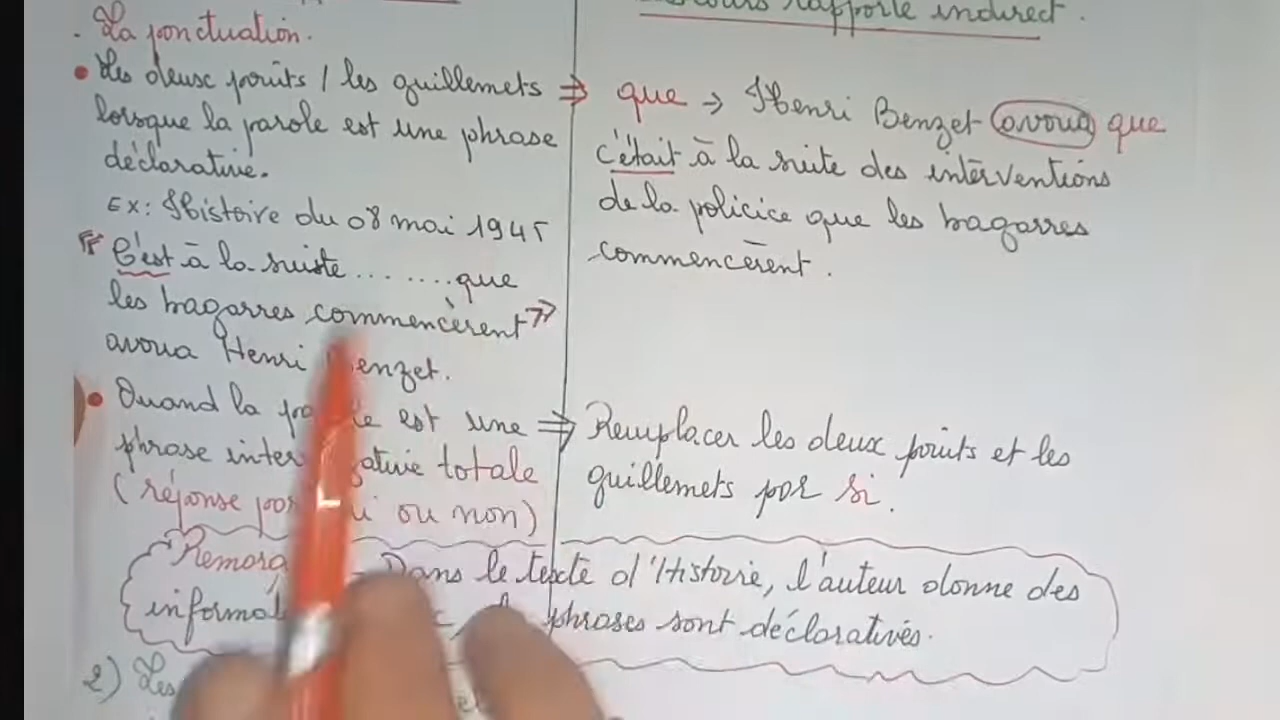 rapporté indirect.
. La ponctuation.
• Les deux points / les guillemets ⇒
lorsque la parole est une phrase
déclarative.
Ex: Histoire du 08 mai 1945
« C'est à la suiste ........ que
les bagarres commencèrent »
avoua Henri Benzet.
que → Henri Benzet avoua que
c'était à la suite des interventions
de la policice que les bagarres
commencèrent.
• Quand la est une ⇒
phrase totale
(réponse ou non)
Remplacer les deux points et les
guillemets par si.
Dans le texte d'Histoire, l'auteur donne des
phrases sont déclaratives.
2) Les